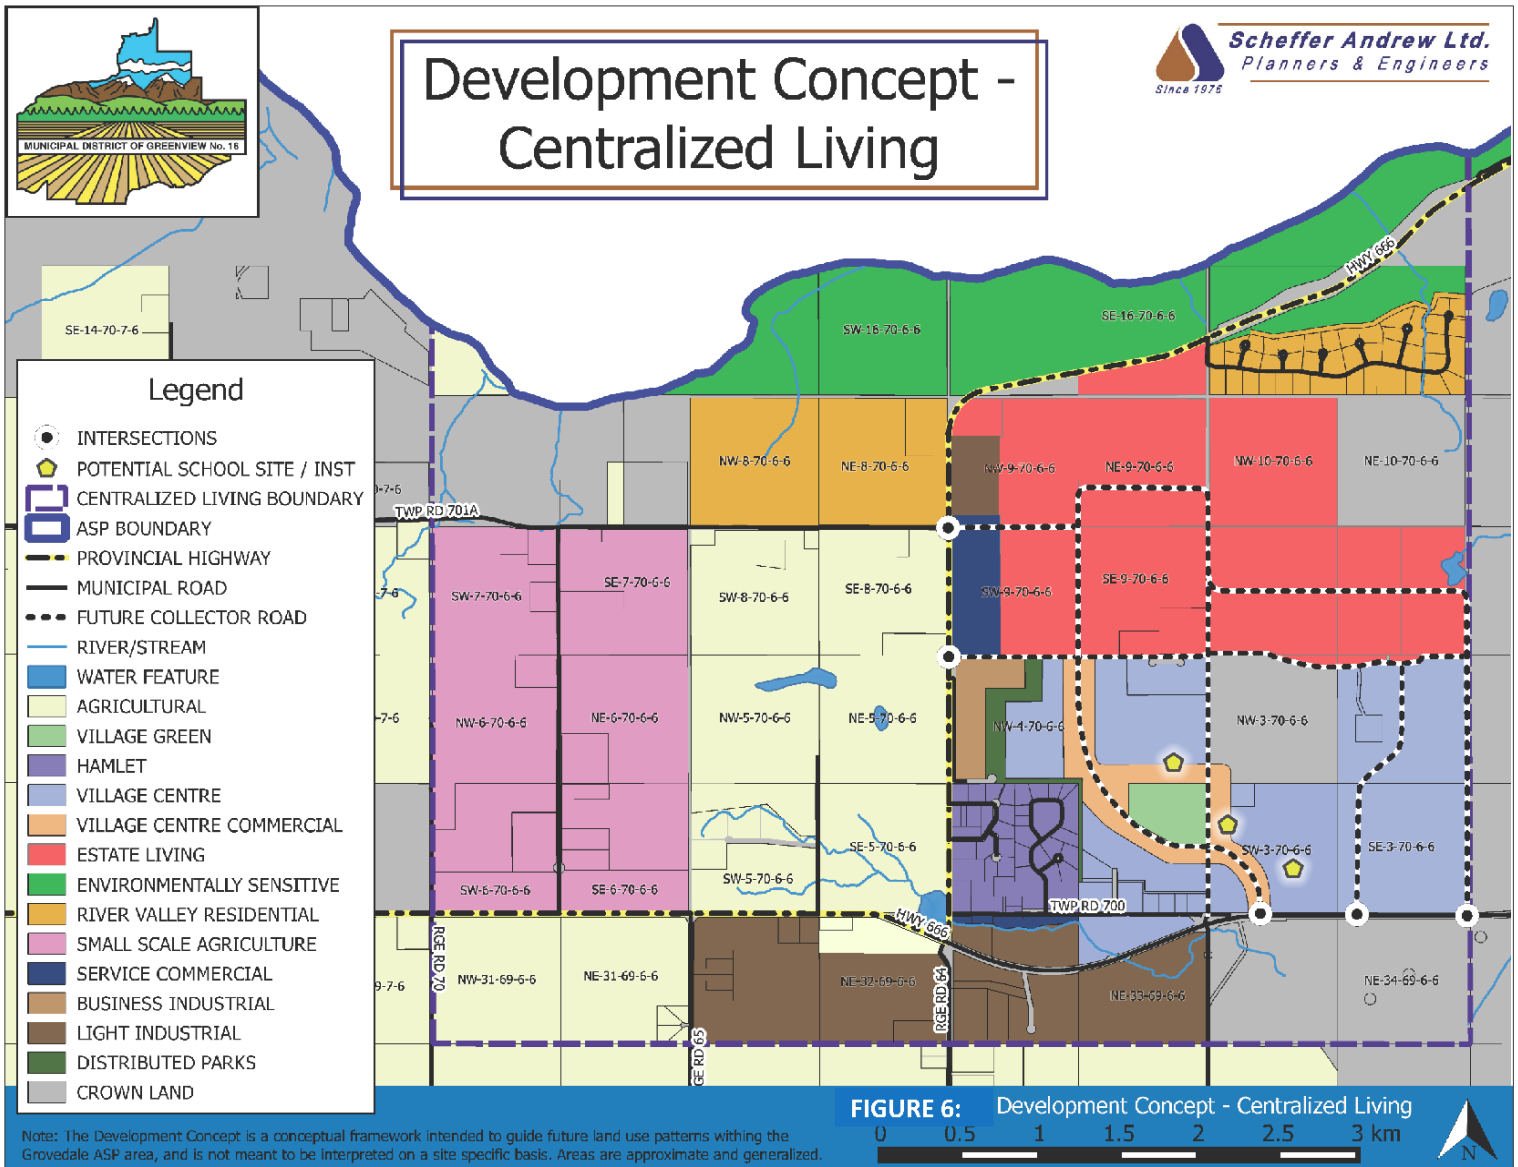 MUNICIPAL DISTRICT OF GREENVIEW No. 16
Development Concept -
Centralized Living
Scheffer Andrew Ltd.
Planners & Engineers
Since 1976
HWY 666
SE-14-70-7-6
SW-16-70-6-6
SE-16-70-6-6
Legend
INTERSECTIONS
POTENTIAL SCHOOL SITE / INST
CENTRALIZED LIVING BOUNDARY
ASP BOUNDARY
PROVINCIAL HIGHWAY
MUNICIPAL ROAD
FUTURE COLLECTOR ROAD
RIVER/STREAM
WATER FEATURE
AGRICULTURAL
VILLAGE GREEN
HAMLET
VILLAGE CENTRE
VILLAGE CENTRE COMMERCIAL
ESTATE LIVING
ENVIRONMENTALLY SENSITIVE
RIVER VALLEY RESIDENTIAL
SMALL SCALE AGRICULTURE
SERVICE COMMERCIAL
BUSINESS INDUSTRIAL
LIGHT INDUSTRIAL
DISTRIBUTED PARKS
CROWN LAND
NW-8-70-6-6
NE-8-70-6-6
NW-9-70-6-6
NE-9-70-6-6
NW-10-70-6-6
NE-10-70-6-6
-7-6
TWP RD 701A
-7-6
SW-7-70-6-6
SE-7-70-6-6
SW-8-70-6-6
SE-8-70-6-6
SW-9-70-6-6
SE-9-70-6-6
-7-6
NW-6-70-6-6
NE-6-70-6-6
NW-5-70-6-6
NE-5-70-6-6
NW-4-70-6-6
NW-3-70-6-6
SW-6-70-6-6
SE-6-70-6-6
SW-5-70-6-6
SE-5-70-6-6
SW-3-70-6-6
SE-3-70-6-6
TWP RD 700
HWY 666
RGE RD 70
9-7-6
NW-31-69-6-6
NE-31-69-6-6
NE-32-69-6-6
RGE RD 64
NE-33-69-6-6
NE-34-69-6-6
GE RD 65
FIGURE 6:
Development Concept - Centralized Living
0 0.5 1 1.5 2 2.5 3 km
N
Note: The Development Concept is a conceptual framework intended to guide future land use patterns withing the
Grovedale ASP area, and is not meant to be interpreted on a site specific basis. Areas are approximate and generalized.